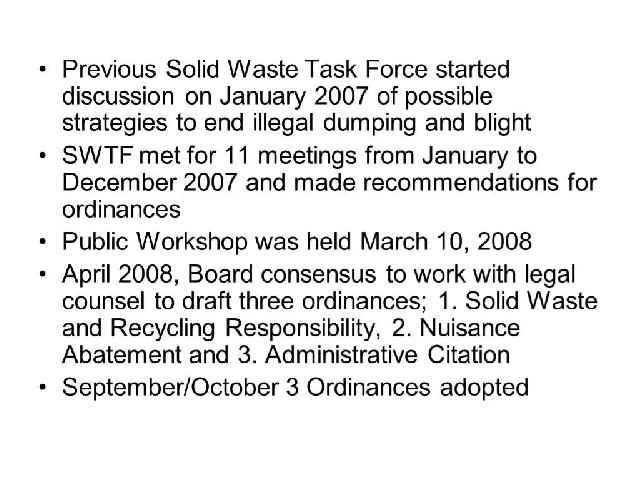 • Previous Solid Waste Task Force started
discussion on January 2007 of possible
strategies to end illegal dumping and blight
• SWTF met for 11 meetings from January to
December 2007 and made recommendations for
ordinances
• Public Workshop was held March 10, 2008
• April 2008, Board consensus to work with legal
counsel to draft three ordinances; 1. Solid Waste
and Recycling Responsibility, 2. Nuisance
Abatement and 3. Administrative Citation
• September/October 3 Ordinances adopted